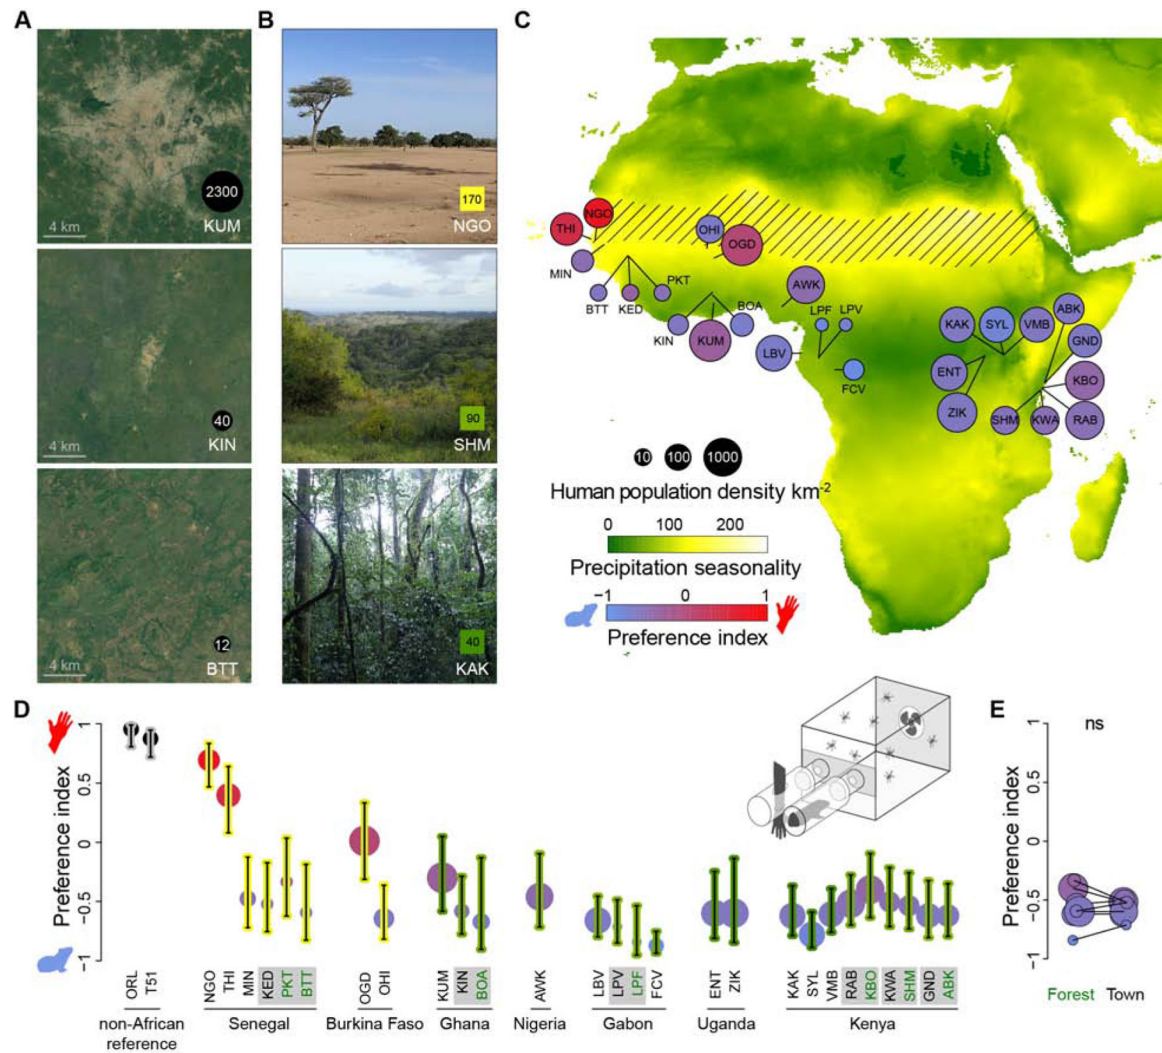 A
B
C
2300
4 km
KUM
170
NGO
40
4 km
KIN
90
SHM
12
4 km
BTT
40
KAK
THI
NGO
OHI
OGD
MIN
PKT
BTT
KED
AWK
BOA
LPF
LPV
KIN
KUM
LBV
FCV
KAK
SYL
VMB
ABK
GND
ENT
KBO
ZIK
SHM
KWA
RAB
10
100
1000
Human population density km-2
0
100
200
Precipitation seasonality
−1
0
1
Preference index
D
E
1
0.5
0
−0.5
−1
Preference index
1
0.5
0
−0.5
−1
Preference index
ns
ORL
T51
NGO
THI
MIN
KED
PKT
BTT
OGD
OHI
KUM
KIN
BOA
AWK
LBV
LPV
LPF
FCV
ENT
ZIK
KAK
SYL
VMB
RAB
KBO
KWA
SHM
GND
ABK
Forest Town
non-African
reference
Senegal
Burkina Faso
Ghana
Nigeria
Gabon
Uganda
Kenya